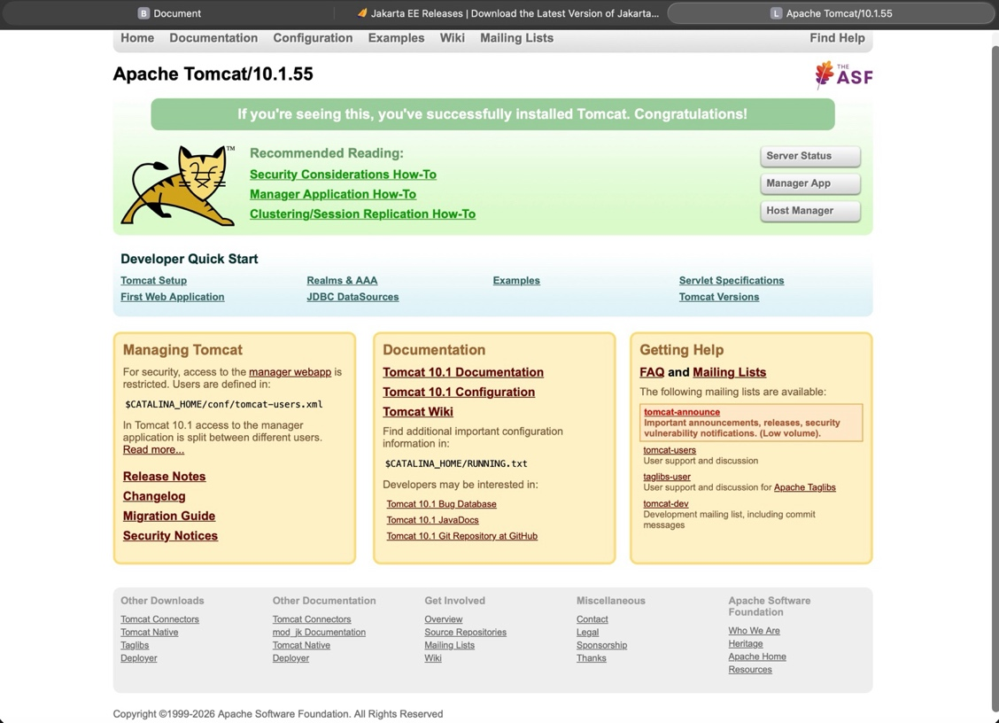 B Document
Jakarta EE Releases | Download the Latest Version of Jakarta...
L Apache Tomcat/10.1.55
Home Documentation Configuration Examples Wiki Mailing Lists Find Help
Apache Tomcat/10.1.55
THE
ASF
If you're seeing this, you've successfully installed Tomcat. Congratulations!
TM
Recommended Reading:
Security Considerations How-To
Manager Application How-To
Clustering/Session Replication How-To
Server Status
Manager App
Host Manager
Developer Quick Start
Tomcat Setup
First Web Application
Realms & AAA
JDBC DataSources
Examples
Servlet Specifications
Tomcat Versions
Managing Tomcat
For security, access to the manager webapp is
restricted. Users are defined in:
$CATALINA_HOME/conf/tomcat-users.xml
In Tomcat 10.1 access to the manager
application is split between different users.
Read more...
Release Notes
Changelog
Migration Guide
Security Notices
Documentation
Tomcat 10.1 Documentation
Tomcat 10.1 Configuration
Tomcat Wiki
Find additional important configuration
information in:
$CATALINA_HOME/RUNNING.txt
Developers may be interested in:
Tomcat 10.1 Bug Database
Tomcat 10.1 JavaDocs
Tomcat 10.1 Git Repository at GitHub
Getting Help
FAQ and Mailing Lists
The following mailing lists are available:
tomcat-announce
Important announcements, releases, security
vulnerability notifications. (Low volume).
tomcat-users
User support and discussion
taglibs-user
User support and discussion for Apache Taglibs
tomcat-dev
Development mailing list, including commit
messages
Other Downloads
Tomcat Connectors
Tomcat Native
Taglibs
Deployer
Other Documentation
Tomcat Connectors
mod_jk Documentation
Tomcat Native
Deployer
Get Involved
Overview
Source Repositories
Mailing Lists
Wiki
Miscellaneous
Contact
Legal
Sponsorship
Thanks
Apache Software
Foundation
Who We Are
Heritage
Apache Home
Resources
Copyright ©1999-2026 Apache Software Foundation. All Rights Reserved